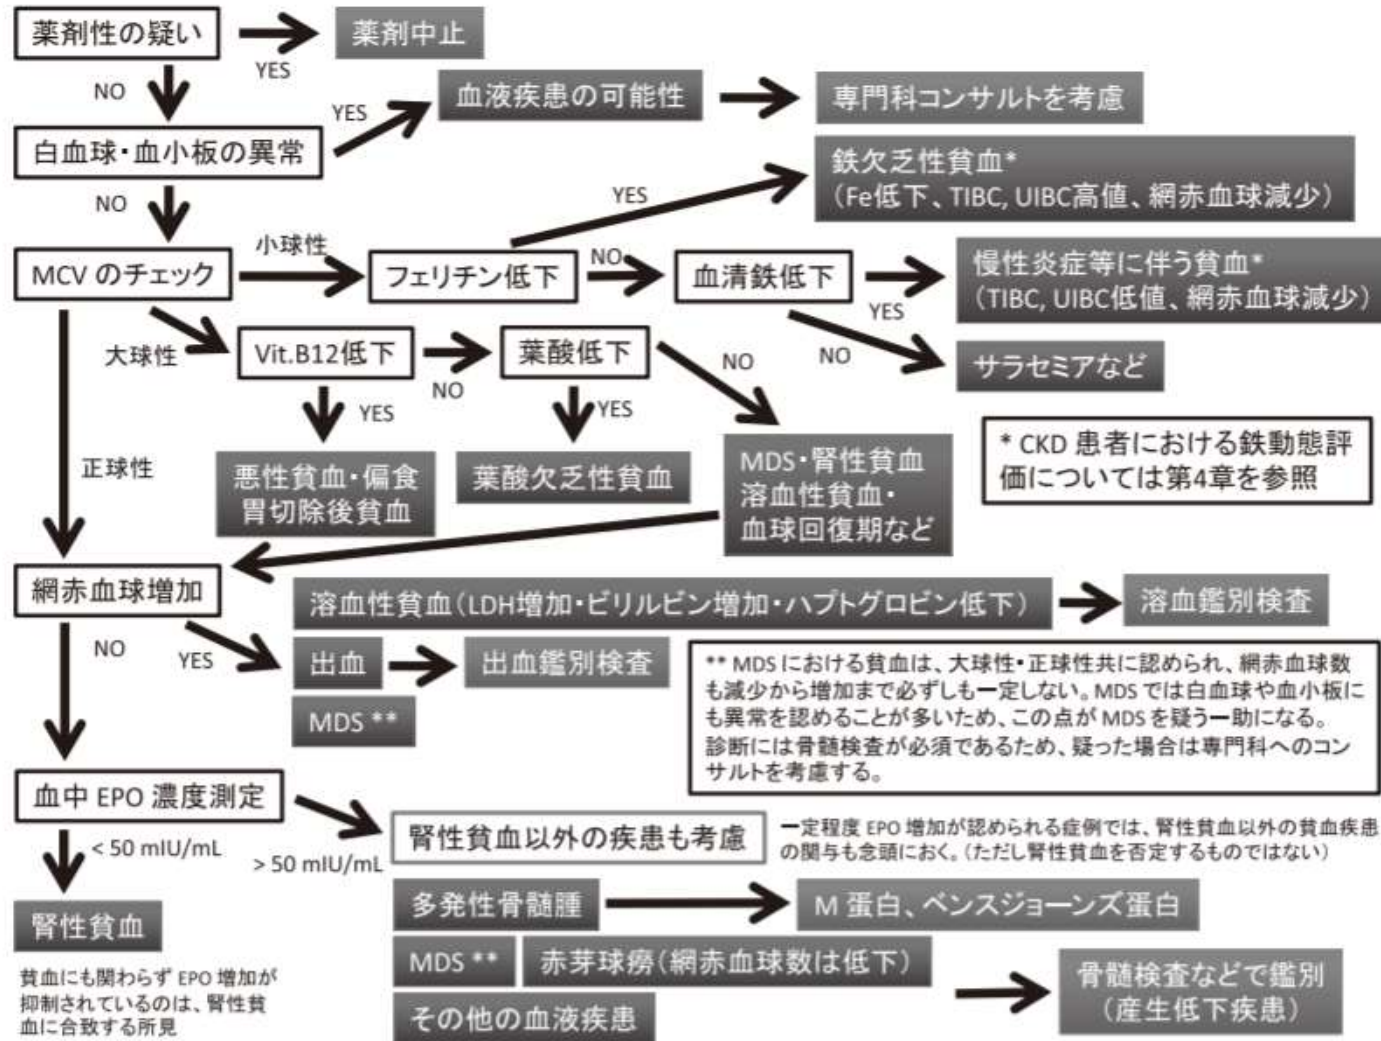 薬剤性の疑い
YES
薬剤中止
NO
白血球・血小板の異常
YES
血液疾患の可能性
専門科コンサルトを考慮
NO
MCV のチェック
小球性
フェリチン低下
YES
鉄欠乏性貧血*
(Fe低下、TIBC, UIBC高値、網赤血球減少)
NO
血清鉄低下
YES
慢性炎症等に伴う貧血*
(TIBC, UIBC低値、網赤血球減少)
NO
サラセミアなど
大球性
Vit.B12低下
NO
葉酸低下
NO
YES
YES
悪性貧血・偏食
胃切除後貧血
葉酸欠乏性貧血
MDS・腎性貧血
溶血性貧血・
血球回復期など
* CKD 患者における鉄動態評
価については第4章を参照
正球性
網赤血球増加
NO
YES
溶血性貧血(LDH増加・ビリルビン増加・ハプトグロビン低下)
溶血鑑別検査
出血
出血鑑別検査
MDS **
** MDS における貧血は、大球性・正球性共に認められ、網赤血球数
も減少から増加まで必ずしも一定しない。MDS では白血球や血小板に
も異常を認めることが多いため、この点が MDS を疑う一助になる。
診断には骨髄検査が必須であるため、疑った場合は専門科へのコン
サルトを考慮する。
血中 EPO 濃度測定
< 50 mIU/mL
> 50 mIU/mL
腎性貧血以外の疾患も考慮
一定程度 EPO 増加が認められる症例では、腎性貧血以外の貧血疾患
の関与も念頭におく。(ただし腎性貧血を否定するものではない)
腎性貧血
貧血にも関わらず EPO 増加が
抑制されているのは、腎性貧
血に合致する所見
多発性骨髄腫
M 蛋白、ベンスジョーンズ蛋白
MDS **
赤芽球癆(網赤血球数は低下)
その他の血液疾患
骨髄検査などで鑑別
(産生低下疾患)